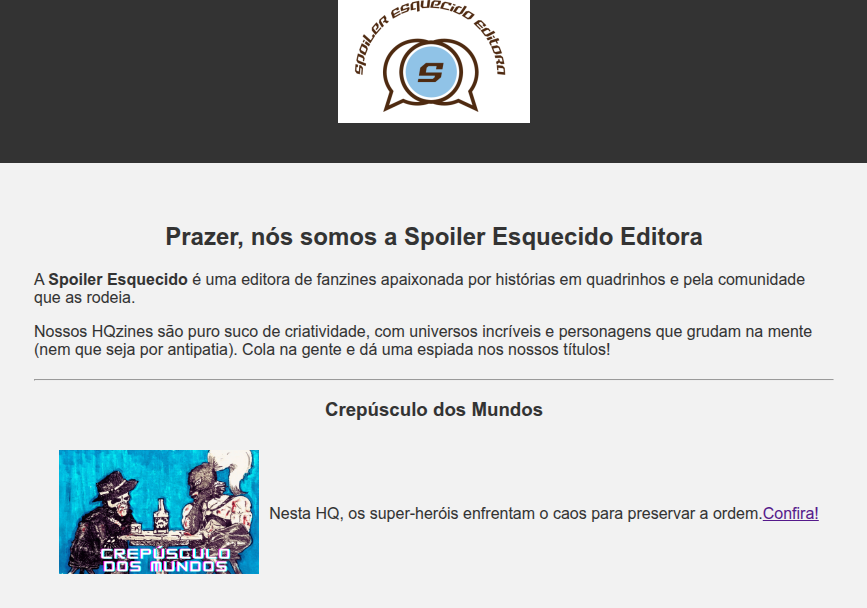 Spoiler Esquecido Editora
S
Prazer, nós somos a Spoiler Esquecido Editora
A Spoiler Esquecido é uma editora de fanzines apaixonada por histórias em quadrinhos e pela comunidade
que as rodeia.
Nossos HQzines são puro suco de criatividade, com universos incríveis e personagens que grudam na mente
(nem que seja por antipatia). Cola na gente e dá uma espiada nos nossos títulos!
Crepúsculo dos Mundos
Nesta HQ, os super-heróis enfrentam o caos para preservar a ordem.Confira!
CREPÚSCULO
DOS MUNDOS